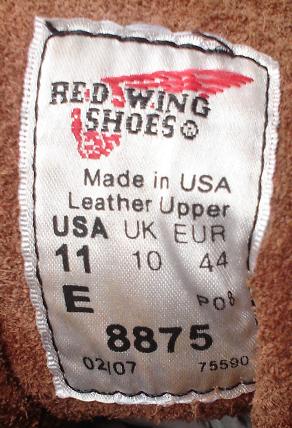 RED WING
SHOES®
Made in USA
Leather Upper
USA UK EUR
11 10 44
E P08
8875
02/07 75590